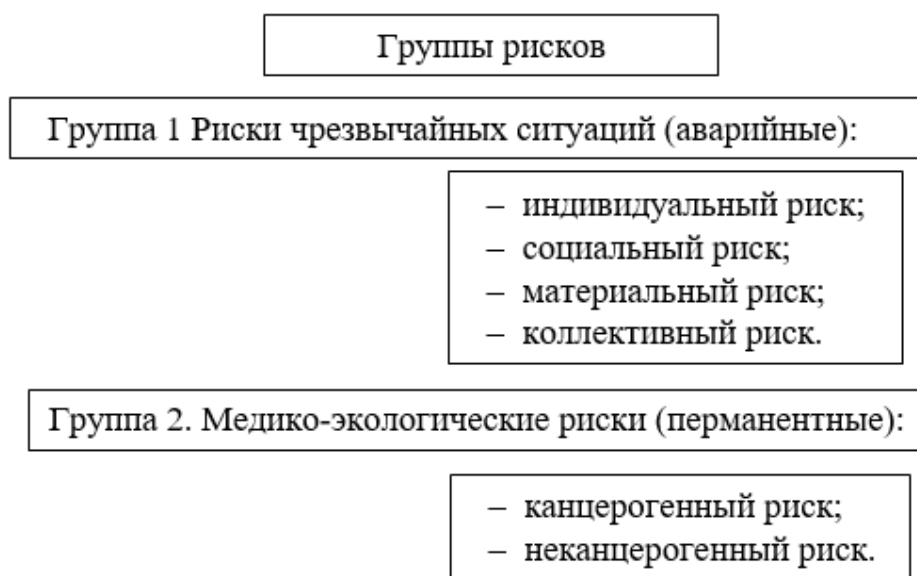 Группы рисков
Группа 1 Риски чрезвычайных ситуаций (аварийные):
– индивидуальный риск;
– социальный риск;
– материальный риск;
– коллективный риск.
Группа 2. Медико-экологические риски (перманентные):
– канцерогенный риск;
– неканцерогенный риск.